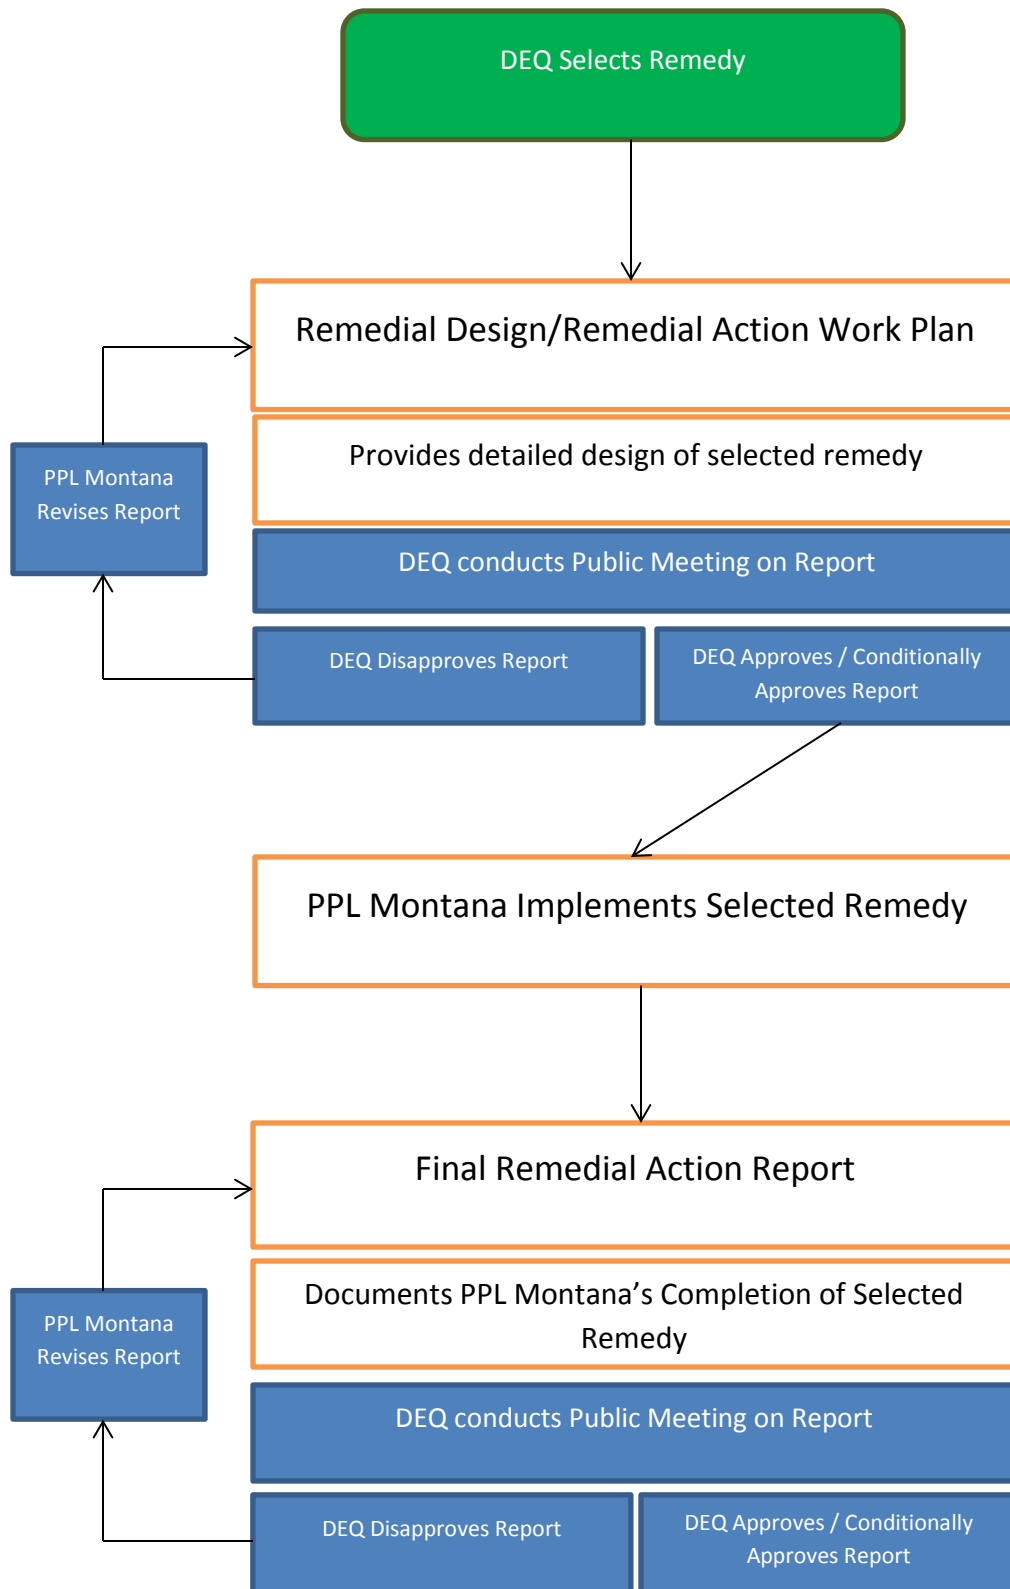 DEQ Selects Remedy
Remedial Design/Remedial Action Work Plan
Provides detailed design of selected remedy
PPL Montana
Revises Report
DEQ conducts Public Meeting on Report
DEQ Disapproves Report
DEQ Approves / Conditionally
Approves Report
PPL Montana Implements Selected Remedy
Final Remedial Action Report
Documents PPL Montana’s Completion of Selected
Remedy
PPL Montana
Revises Report
DEQ conducts Public Meeting on Report
DEQ Disapproves Report
DEQ Approves / Conditionally
Approves Report